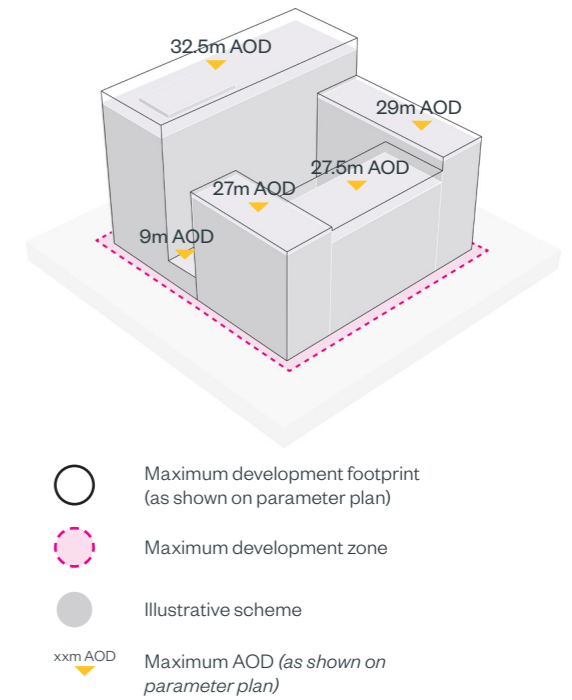 32.5m AOD
29m AOD
27.5m AOD
27m AOD
9m AOD
Maximum development footprint
(as shown on parameter plan)
Maximum development zone
Illustrative scheme
xxm AOD
Maximum AOD (as shown on
parameter plan)